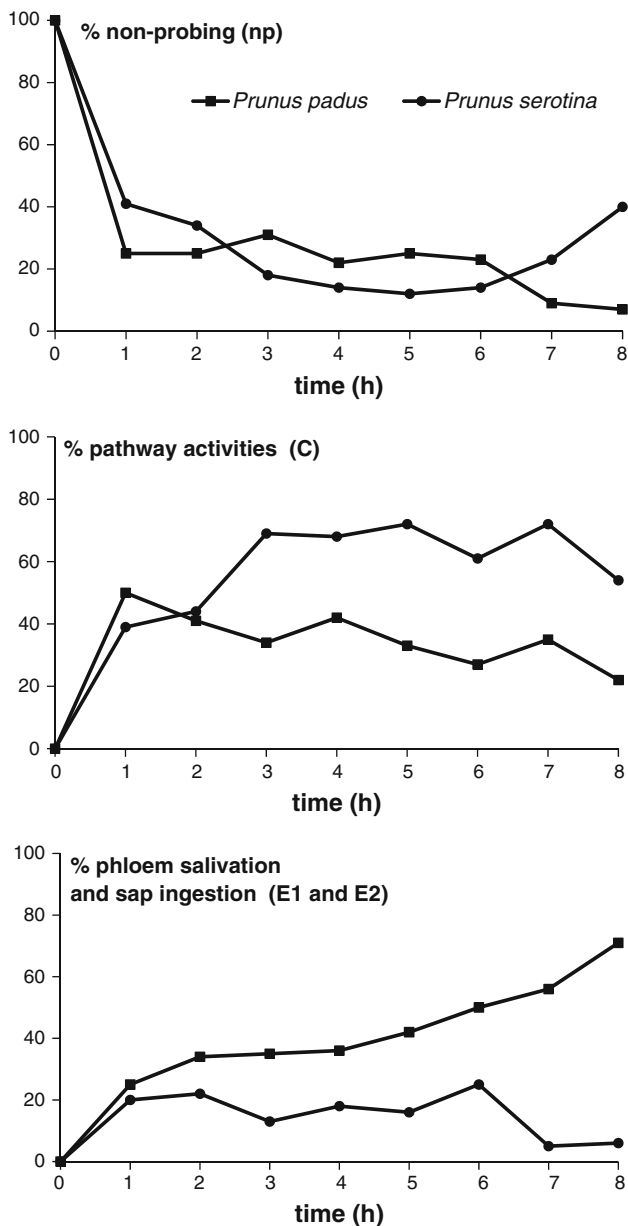 100
% non-probing (np)
80
Prunus padus Prunus serotina
60
40
20
0
0 1 2 3 4 5 6 7 8
time (h)
100
% pathway activities (C)
80
60
40
20
0
0 1 2 3 4 5 6 7 8
time (h)
100
% phloem salivation
and sap ingestion (E1 and E2)
80
60
40
20
0
0 1 2 3 4 5 6 7 8
time (h)